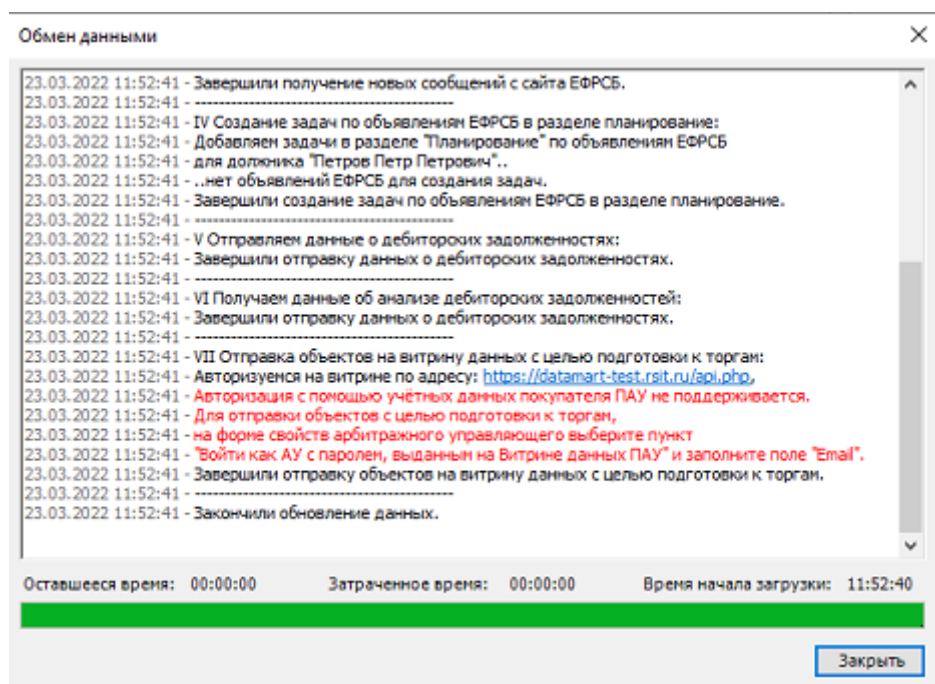 Обмен данными
23.03.2022 11:52:41 - Завершили получение новых сообщений с сайта ЕФРСБ.
23.03.2022 11:52:41 - -------------------------------------------
23.03.2022 11:52:41 - IV Создание задач по объявлениям ЕФРСБ в разделе планирование:
23.03.2022 11:52:41 - Добавляем задачи в разделе "Планирование" по объявлениям ЕФРСБ
23.03.2022 11:52:41 - для должника "Петров Петр Петрович"..
23.03.2022 11:52:41 - ..нет объявлений ЕФРСБ для создания задач.
23.03.2022 11:52:41 - Завершили создание задач по объявлениям ЕФРСБ в разделе планирование.
23.03.2022 11:52:41 - -------------------------------------------
23.03.2022 11:52:41 - V Отправляем данные о дебиторских задолженностях:
23.03.2022 11:52:41 - Завершили отправку данных о дебиторских задолженностях.
23.03.2022 11:52:41 - -------------------------------------------
23.03.2022 11:52:41 - VI Получаем данные об анализе дебиторских задолженностей:
23.03.2022 11:52:41 - Завершили отправку данных о дебиторских задолженностях.
23.03.2022 11:52:41 - -------------------------------------------
23.03.2022 11:52:41 - VII Отправка объектов на витрину данных с целью подготовки к торгам:
23.03.2022 11:52:41 - Авторизуемся на витрине по адресу: https://datamart-test.rsit.ru/api.php,
23.03.2022 11:52:41 - Авторизация с помощью учётных данных покупателя ПАУ не поддерживается.
23.03.2022 11:52:41 - Для отправки объектов с целью подготовки к торгам,
23.03.2022 11:52:41 - на форме свойств арбитражного управляющего выберите пункт
23.03.2022 11:52:41 - "Войти как АУ с паролем, выданным на Витрине данных ПАУ" и заполните поле "Email".
23.03.2022 11:52:41 - Завершили отправку объектов на витрину данных с целью подготовки к торгам.
23.03.2022 11:52:41 - -------------------------------------------
23.03.2022 11:52:41 - Закончили обновление данных.
Оставшееся время: 00:00:00 Затраченное время: 00:00:00 Время начала загрузки: 11:52:40
Закрыть